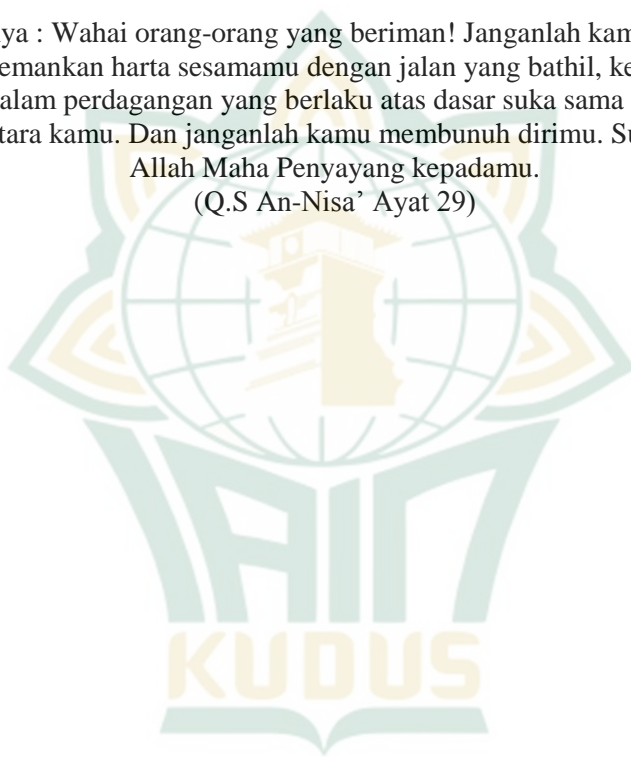 ya : Wahai orang-orang yang beriman! Janganlah kam
emankan harta sesamamu dengan jalan yang bathil, ke
alam perdagangan yang berlaku atas dasar suka sama
tara kamu. Dan janganlah kamu membunuh dirimu. Su
Allah Maha Penyayang kepadamu.
(Q.S An-Nisa’ Ayat 29)
IAIN
KUDUS